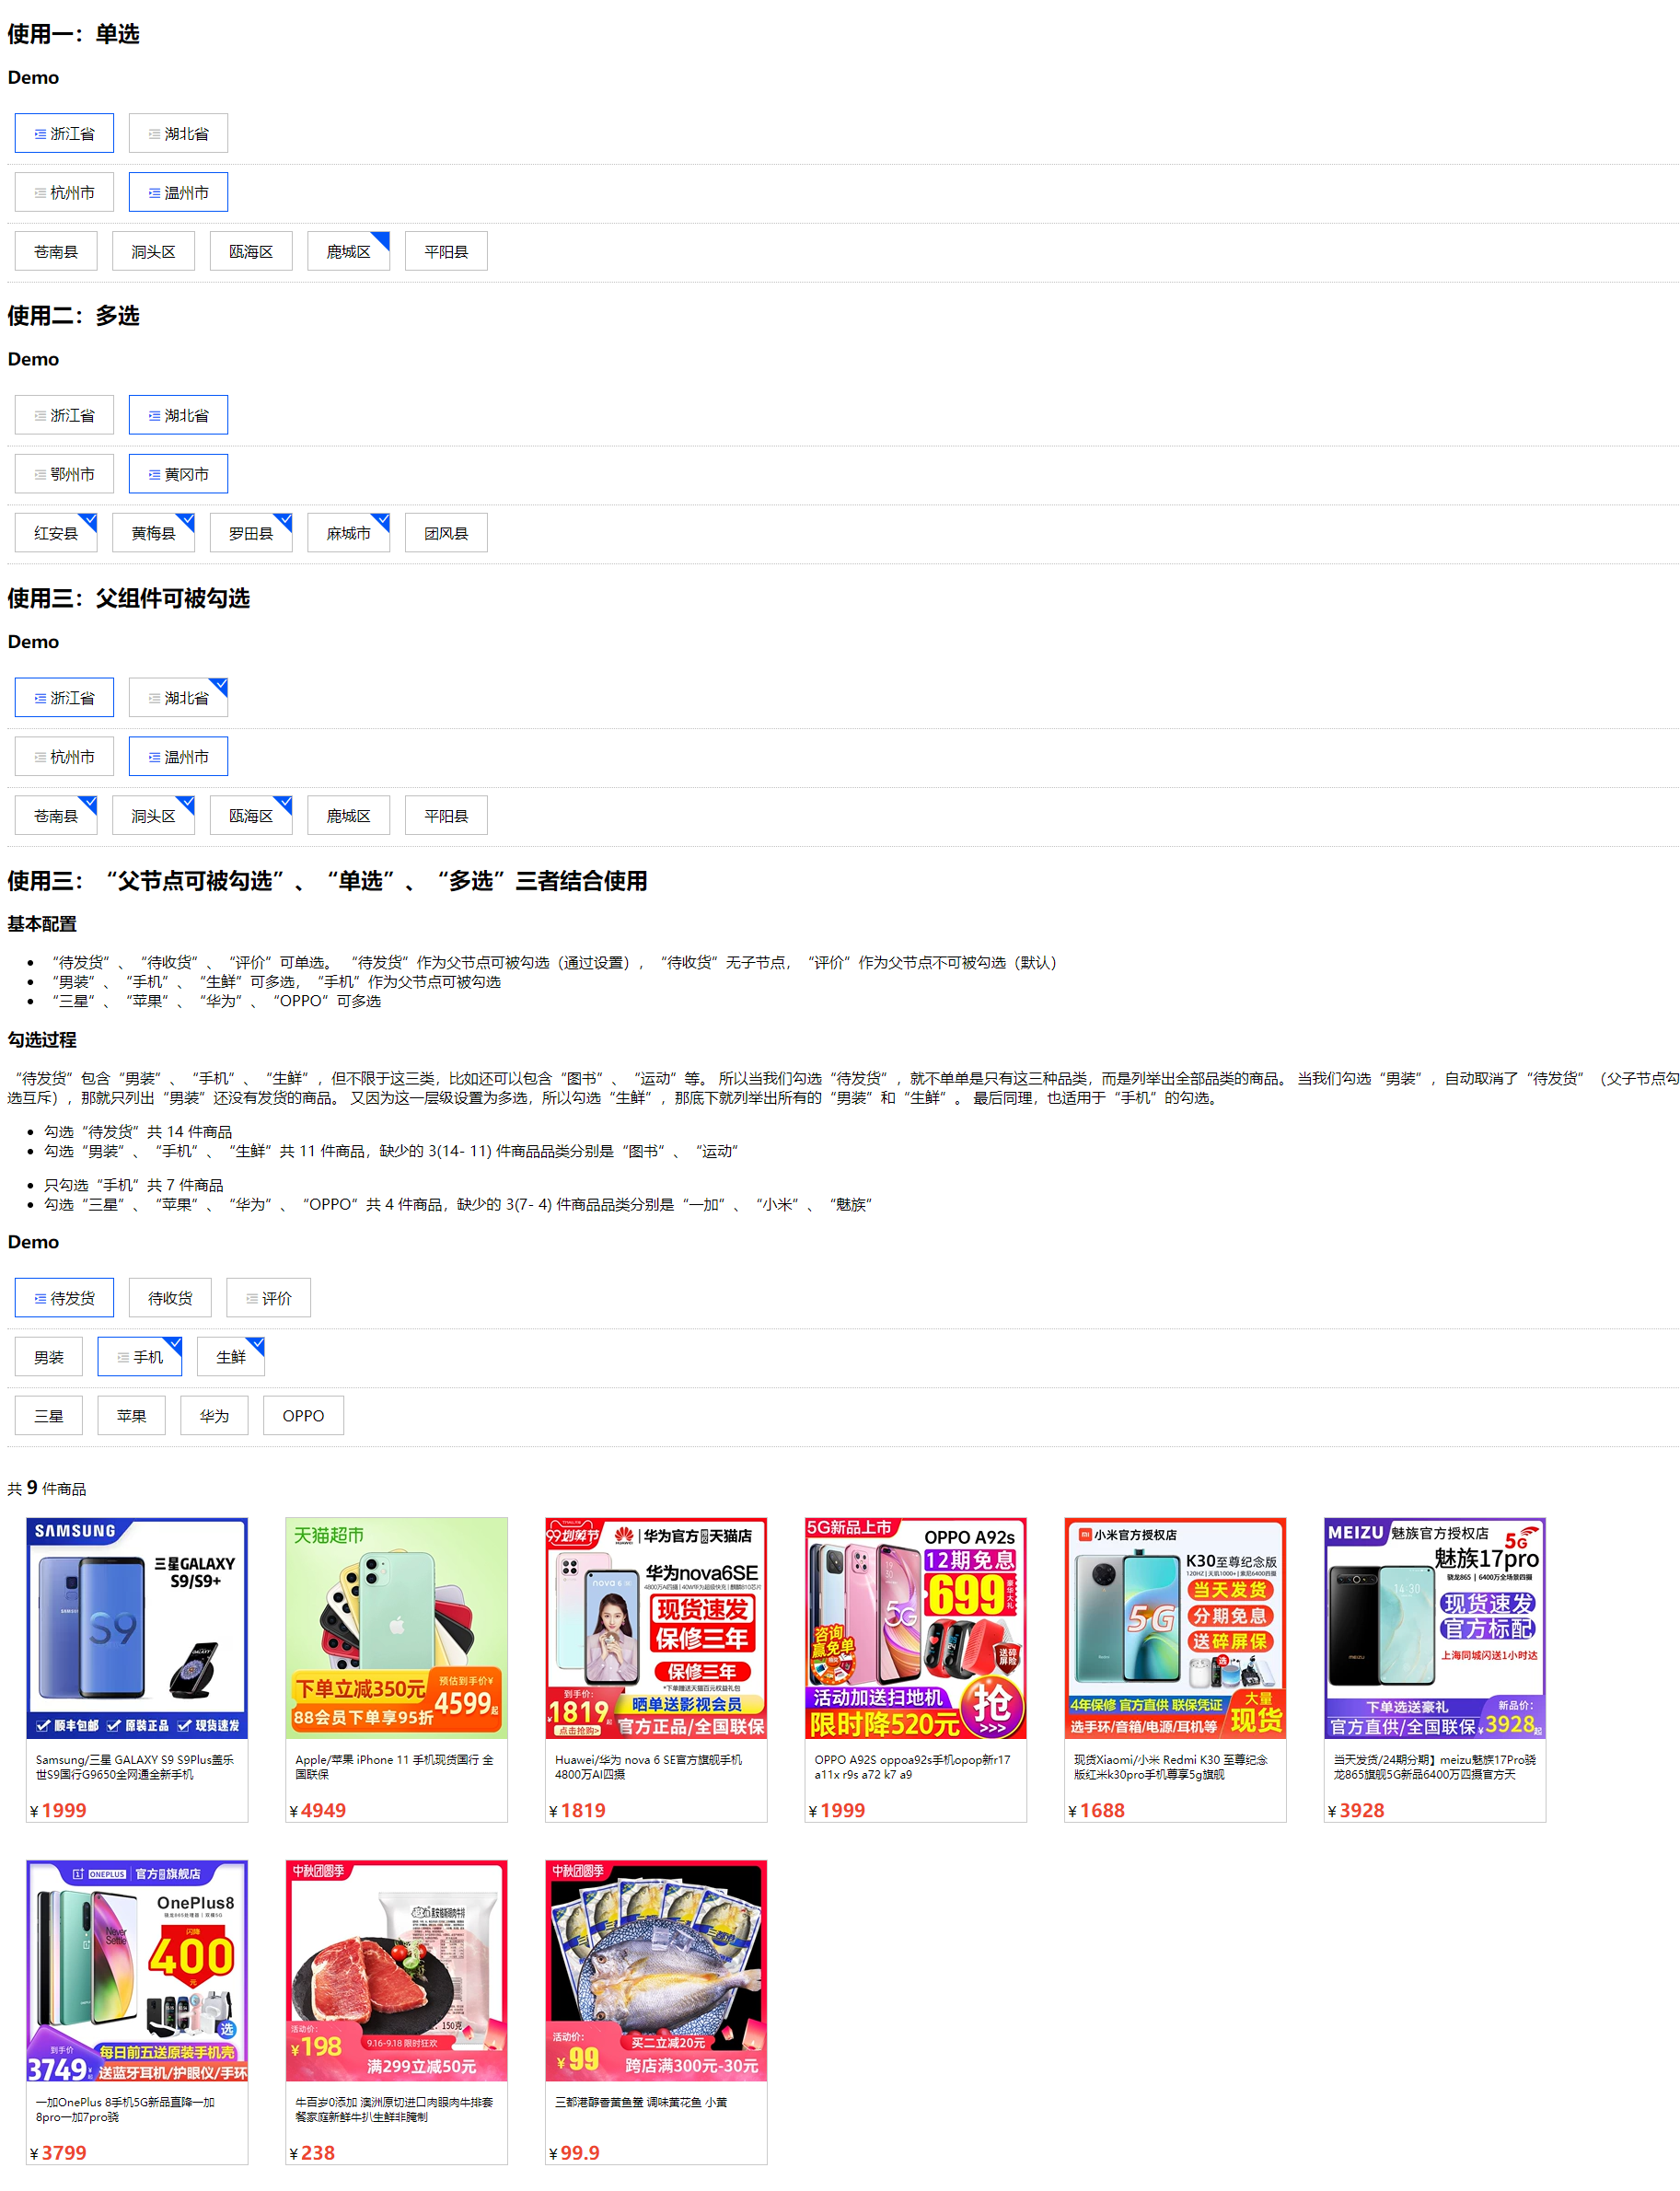 使用一：单选
Demo
浙江省 湖北省
杭州市 温州市
苍南县 洞头区 瓯海区 鹿城区 平阳县
使用二：多选
Demo
浙江省 湖北省
鄂州市 黄冈市
红安县 黄梅县 罗田县 麻城市 团风县
使用三：父组件可被勾选
Demo
浙江省 湖北省
杭州市 温州市
苍南县 洞头区 瓯海区 鹿城区 平阳县
使用三：“父节点可被勾选”、“单选”、“多选”三者结合使用
基本配置
“待发货”、“待收货”、“评价”可单选。 “待发货”作为父节点可被勾选（通过设置），“待收货”无子节点，“评价”作为父节点不可被勾选（默认）
“男装”、“手机”、“生鲜”可多选，“手机”作为父节点可被勾选
“三星”、“苹果”、“华为”、“OPPO”可多选
勾选过程
“待发货”包含“男装”、“手机”、“生鲜”，但不限于这三类，比如还可以包含“图书”、“运动”等。 所以当我们勾选“待发货”，就不单单是只有这三种品类，而是列举出全部品类的商品。 当我们勾选“男装”，自动取消了“待发货”（父子节点勾
选互斥），那就只列出“男装”还没有发货的商品。 又因为这一层级设置为多选，所以勾选“生鲜”，那底下就列举出所有的“男装”和“生鲜”。 最后同理，也适用于“手机”的勾选。
勾选“待发货”共 14 件商品
勾选“男装”、“手机”、“生鲜”共 11 件商品，缺少的 3(14- 11) 件商品品类分别是“图书”、“运动”
只勾选“手机”共 7 件商品
勾选“三星”、“苹果”、“华为”、“OPPO”共 4 件商品，缺少的 3(7- 4) 件商品品类分别是“一加”、“小米”、“魅族”
Demo
待发货 待收货 评价
男装 手机 生鲜
三星 苹果 华为 OPPO
共 9 件商品
SAMSUNG
三星GALAXY
S9/S9+
S9
顺丰包邮 原装正品 现货速发
Samsung/三星 GALAXY S9 S9Plus盖乐
世S9国行G9650全网通全新手机
¥ 1999
天猫超市
下单立减350元
88会员下单享95折
预估到手价¥
4599起
Apple/苹果 iPhone 11 手机现货国行 全
国联保
¥ 4949
99划算节
华为官方 天猫店
华为nova6SE
nova 6
现货速发
保修三年
保修三年
到手价:
¥1819起
点击抢购>
晒单送影视会员
官方正品/全国联保
Huawei/华为 nova 6 SE官方旗舰手机
4800万AI四摄
¥ 1819
5G新品上市
OPPO A92s
12期免息
699
5G
咨询
赢免单
送碎
屏险
活动加送扫地机
限时降520元
抢
>>>
OPPO A92S oppoa92s手机opop新r17
a11x r9s a72 k7 a9
¥ 1999
小米官方授权店
K30至尊纪念版
当天发货
5G
分期免息
送碎屏保
选
4年保修 官方直供 联保凭证
选手环/音箱/电源/耳机等
大量
现货
现货Xiaomi/小米 Redmi K30 至尊纪念
版红米k30pro手机尊享5g旗舰
¥ 1688
MEIZU 魅族官方授权店
5G
魅族17pro
骁龙865 | 6400万全场景四摄
现货速发
官方标配
上海同城闪送1小时达
下单选送豪礼
官方直供/全国联保
新品价:
¥3928起
当天发货/24期分期】meizu魅族17Pro骁
龙865旗舰5G新品6400万四摄官方天
¥ 3928
ONEPLUS 官方旗舰店
OnePlus8
Never
Settle
闪降
400
元
选
到手价
3749
每日前五送原装手机壳
送蓝牙耳机/护眼仪/手环
一加OnePlus 8手机5G新品直降一加
8pro一加7pro骁
¥ 3799
中秋团圆季
150克
活动价:
¥198
9.16-9.18 限时狂欢
满299立减50元
牛百岁0添加 澳洲原切进口肉眼肉牛排套
餐家庭新鲜牛扒生鲜非腌制
¥ 238
中秋团圆季
活动价:
¥99
买二立减20元
跨店满300元-30元
三都港醇香黄鱼鲞 调味黄花鱼 小黄
¥ 99.9